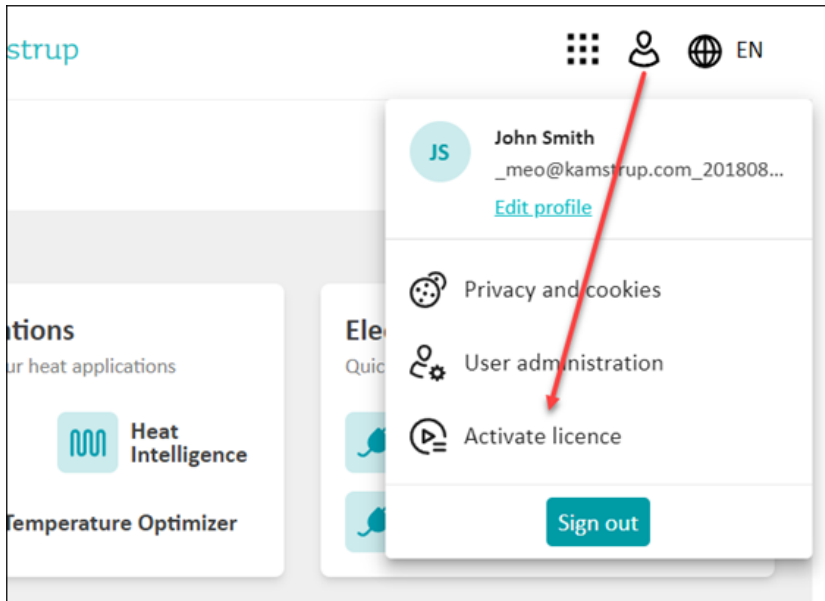 strup
EN
JS
John Smith
_meo@kamstrup.com_201808...
Edit profile
Privacy and cookies
User administration
Activate licence
Sign out
ations
ur heat applications
Heat
Intelligence
Temperature Optimizer
Ele
Quic